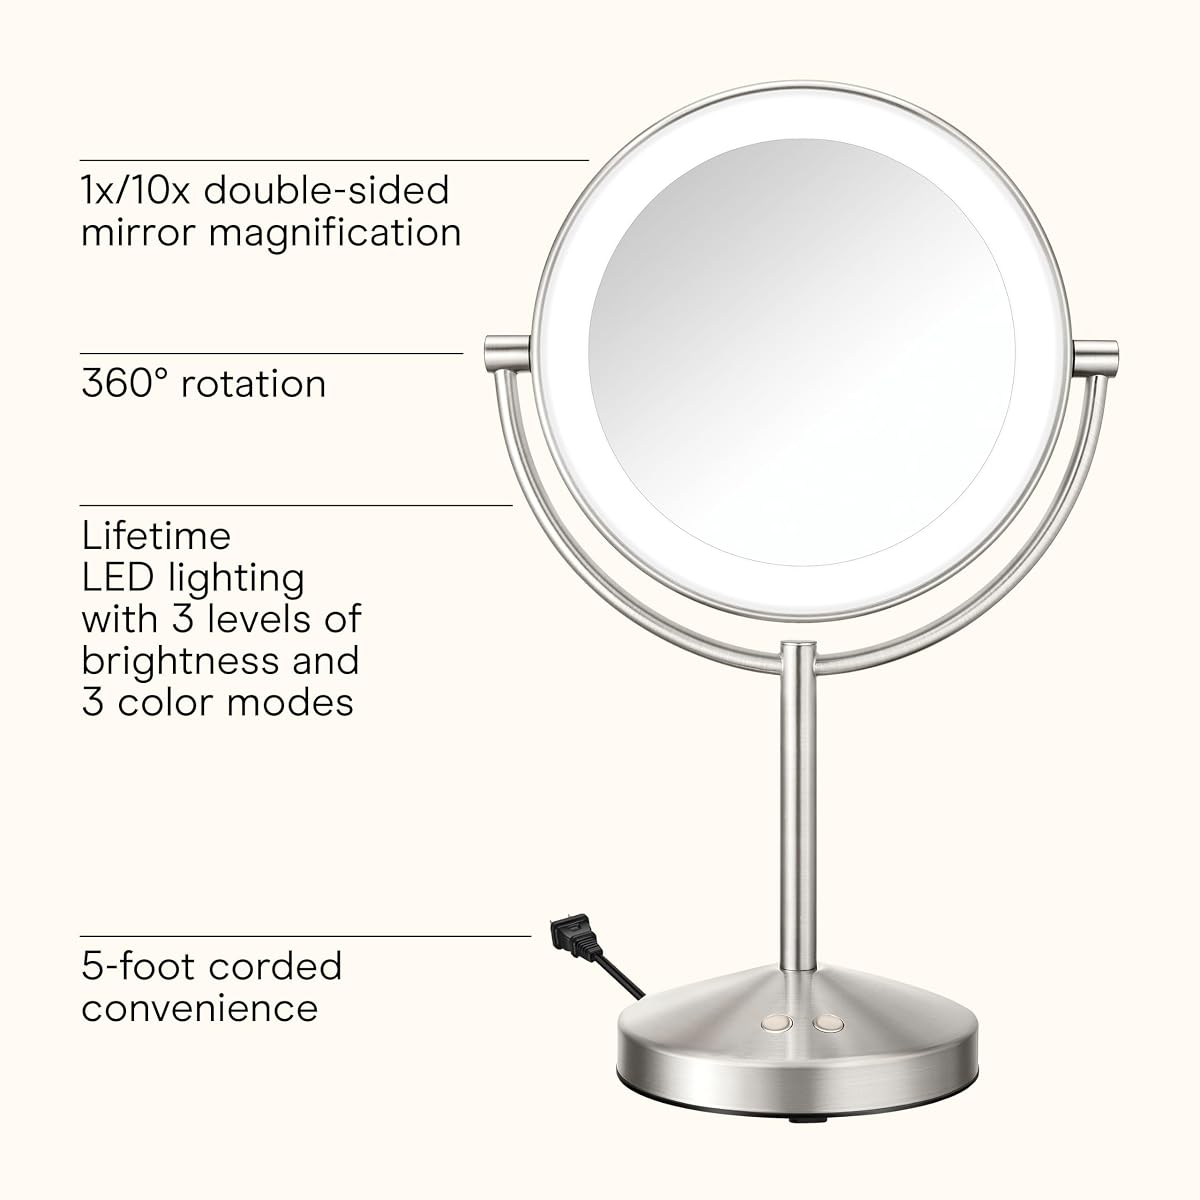 1x/10x double-sided
mirror magnification
360° rotation
Lifetime
LED lighting
with 3 levels of
brightness and
3 color modes
5-foot corded
convenience